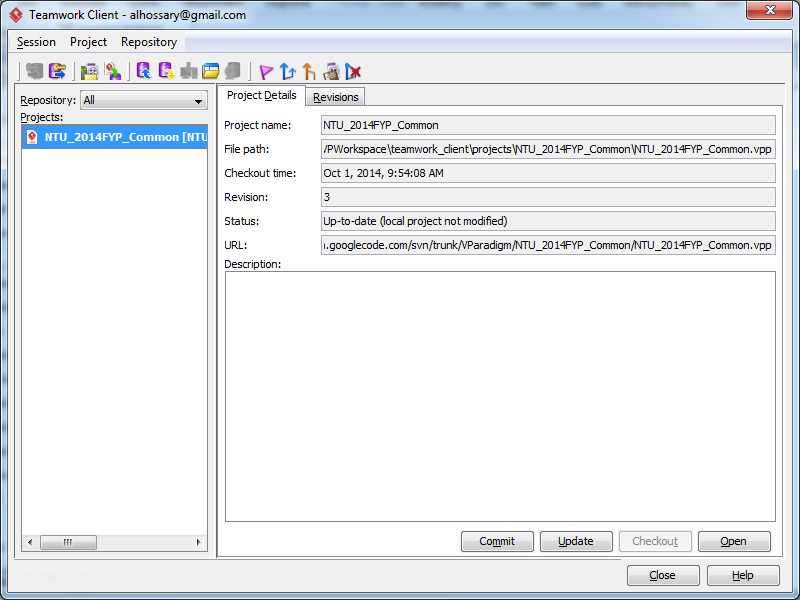 Teamwork Client - alhossary@gmail.com
Session Project Repository
Repository: All
Projects:
NTU_2014FYP_Common [NTU
Project Details Revisions
Project name: NTU_2014FYP_Common
File path: /PWorkspace\teamwork_client\projects\NTU_2014FYP_Common\NTU_2014FYP_Common.vpp
Checkout time: Oct 1, 2014, 9:54:08 AM
Revision: 3
Status: Up-to-date (local project not modified)
URL: .googlecode.com/svn/trunk/VParadigm/NTU_2014FYP_Common/NTU_2014FYP_Common.vpp
Description:
Commit Update Checkout Open
Close Help